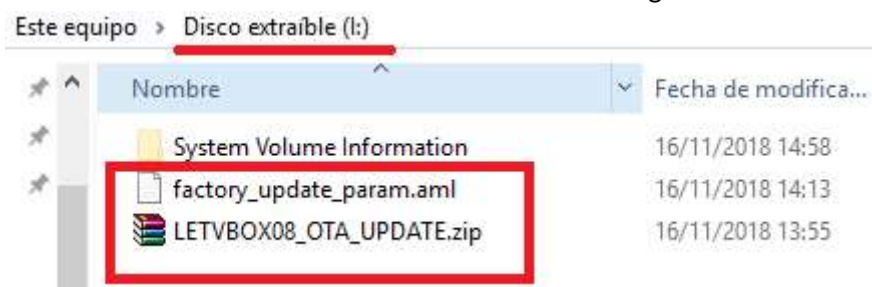 Este equipo > Disco extraíble (I:)
Nombre Fecha de modifica...
System Volume Information 16/11/2018 14:58
factory_update_param.aml 16/11/2018 14:13
LETVBOX08_OTA_UPDATE.zip 16/11/2018 13:55